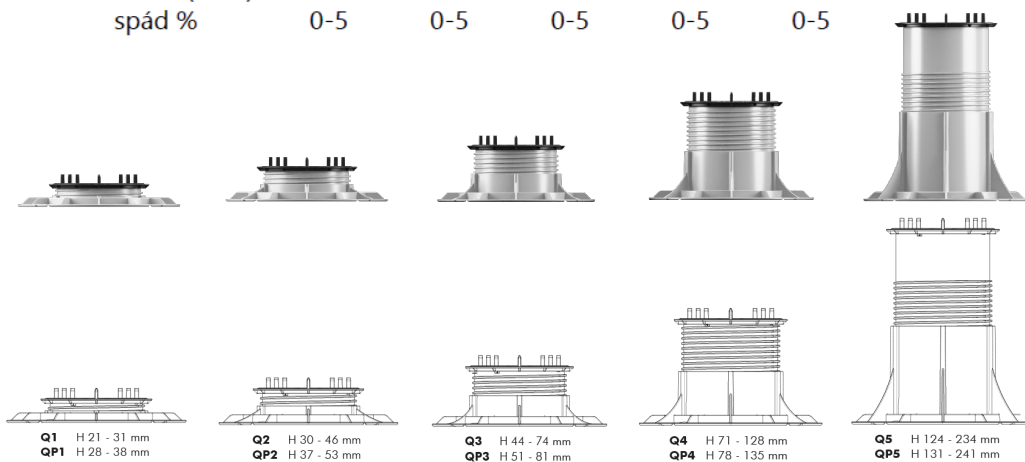 spád % 0-5 0-5 0-5 0-5 0-5
Q1 H 21 - 31 mm
QP1 H 28 - 38 mm
Q2 H 30 - 46 mm
QP2 H 37 - 53 mm
Q3 H 44 - 74 mm
QP3 H 51 - 81 mm
Q4 H 71 - 128 mm
QP4 H 78 - 135 mm
Q5 H 124 - 234 mm
QP5 H 131 - 241 mm